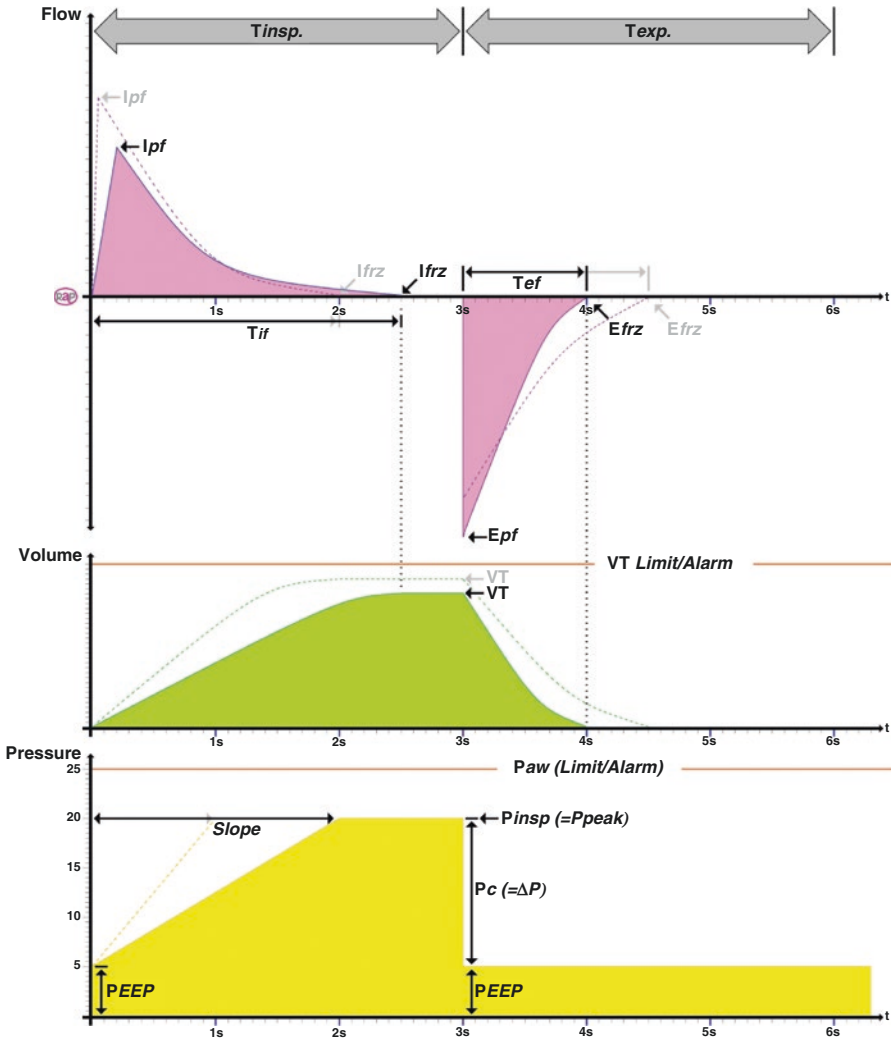 Flow
Tinsp.
Texp.
Ipf
Ipf
Ifrz
Ifrz
Tef
t
1s
2s
3s
4s
5s
6s
Tif
Efrz
Efrz
Epf
Volume
VT Limit/Alarm
VT
VT
t
1s
2s
3s
4s
5s
6s
Pressure
25
Paw (Limit/Alarm)
20
Pinsp (=Ppeak)
Slope
15
Pc (=ΔP)
10
5
PEEP
PEEP
t
1s
2s
3s
4s
5s
6s